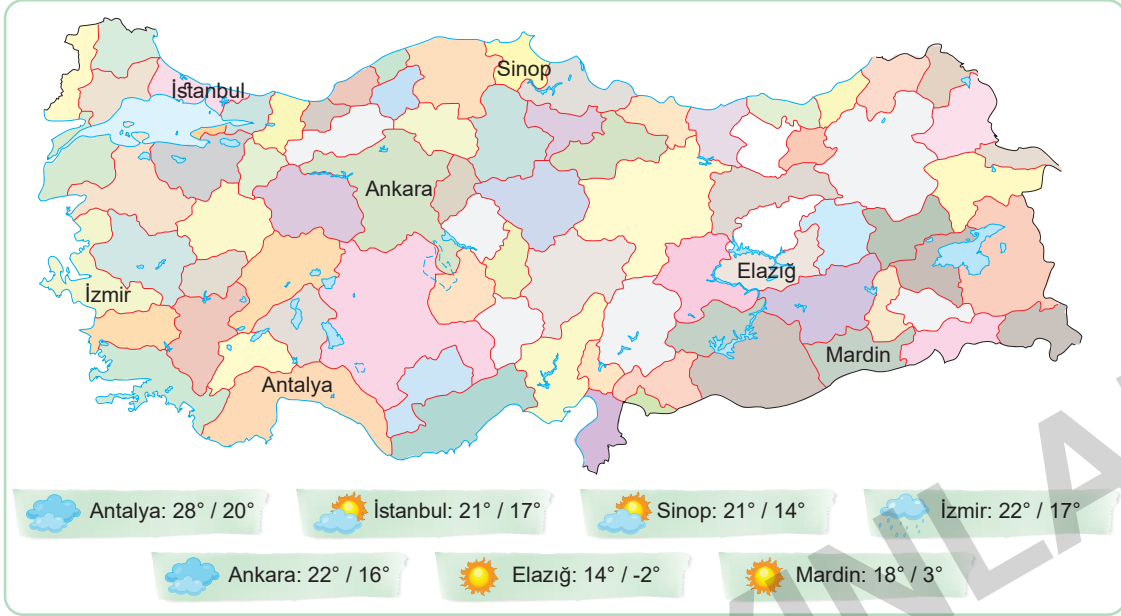 Sinop
İstanbul
Ankara
Elazığ
İzmir
Mardin
Antalya
Antalya: 28° / 20°
İstanbul: 21° / 17°
Sinop: 21° / 14°
İzmir: 22° / 17°
Ankara: 22° / 16°
Elazığ: 14° / -2°
Mardin: 18° / 3°